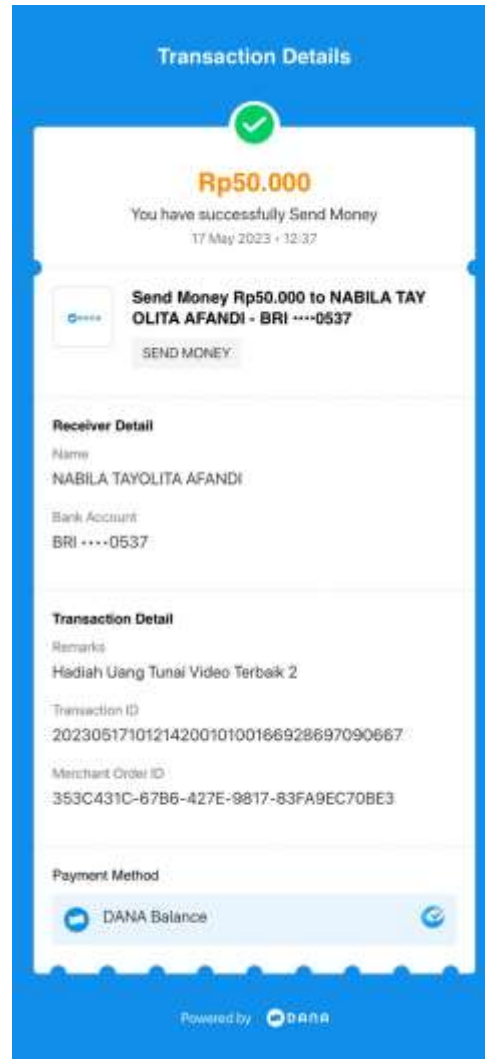 Transaction Details
Rp50.000
You have successfully Send Money
17 May 2023 • 12:37
DANA
Send Money Rp50.000 to NABILA TAY
OLITA AFANDI - BRI ••••0537
SEND MONEY
Receiver Detail
Name
NABILA TAYOLITA AFANDI
Bank Account
BRI ••••0537
Transaction Detail
Remarks
Hadiah Uang Tunai Video Terbaik 2
Transaction ID
2023051710121420010100166928697090667
Merchant Order ID
353C431C-67B6-427E-9817-83FA9EC70BE3
Payment Method
DANA Balance
Powered by DANA